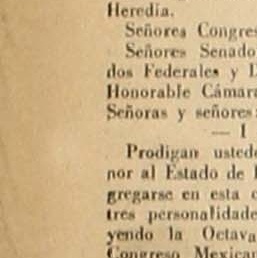 Heredia.
Señores Congres
Señores Senado
dos Federales y D
Honorable Cámara
Señoras y señores:
— I
Prodigan ustede
nor al Estado de
gregarse en esta c
tres personalidade
yendo la Octava
Congreso Mexican